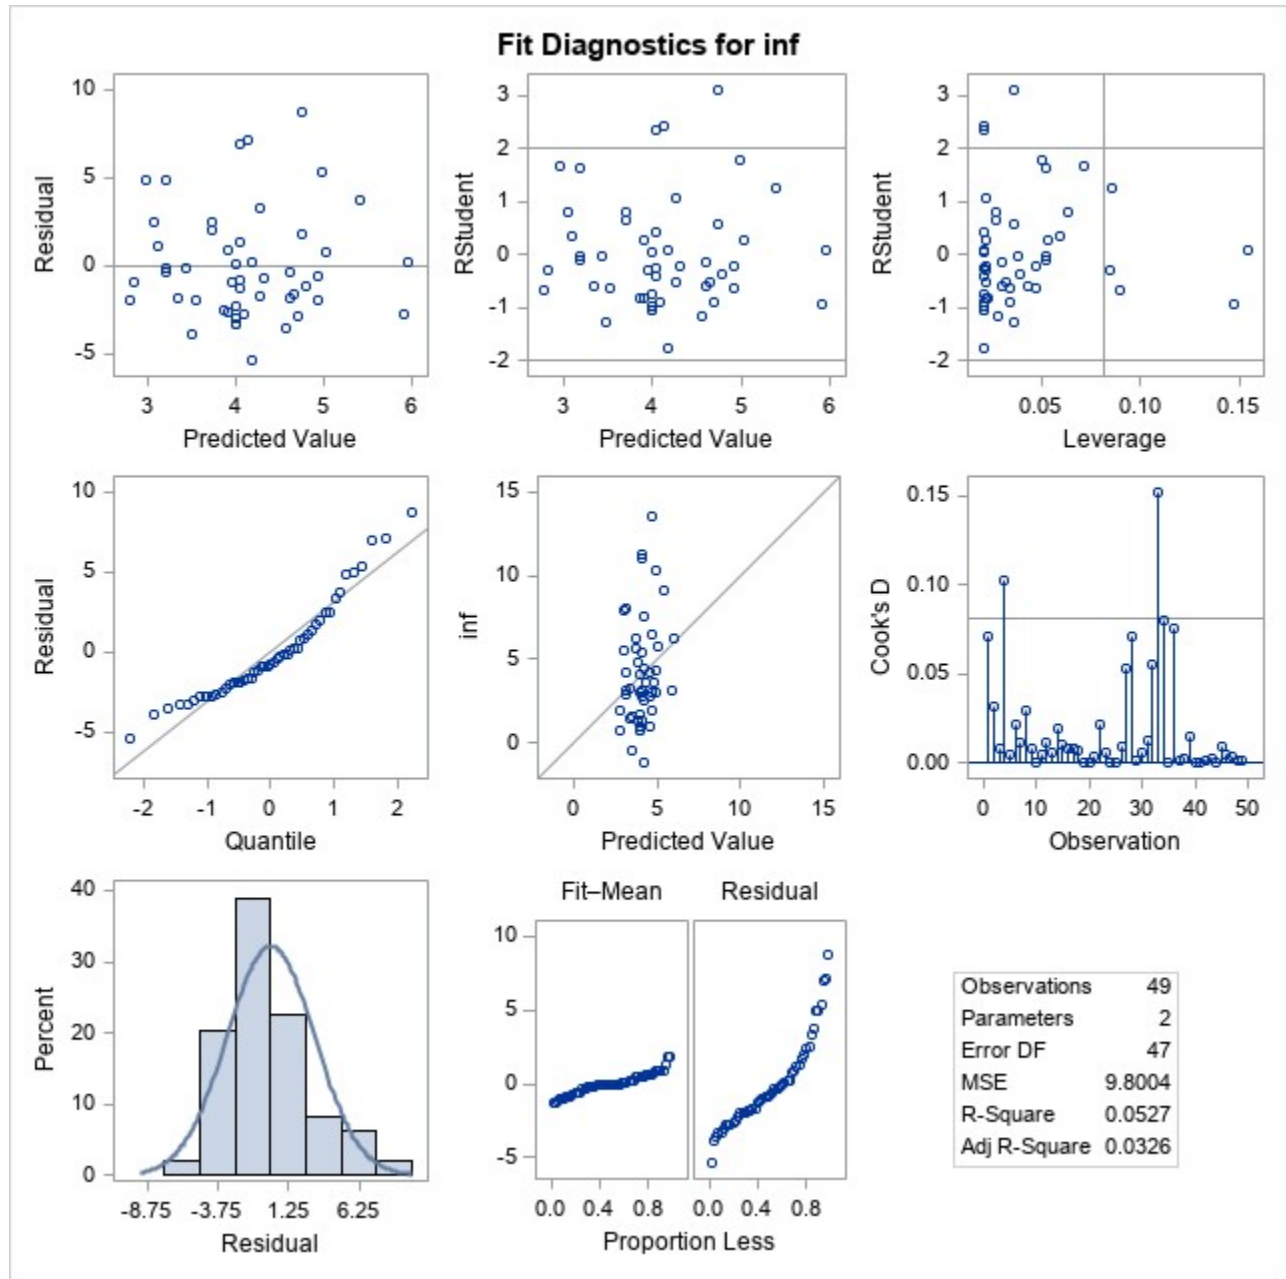 Fit Diagnostics for inf
10
5
0
-5
Residual
3 4 5 6
Predicted Value
3
2
1
0
-1
-2
RStudent
3 4 5 6
Predicted Value
3
2
1
0
-1
-2
RStudent
0.05 0.10 0.15
Leverage
10
5
0
-5
Residual
-2 -1 0 1 2
Quantile
15
10
5
0
inf
0 5 10 15
Predicted Value
0.15
0.10
0.05
0.00
Cook's D
0 10 20 30 40 50
Observation
40
30
20
10
0
Percent
-8.75 -3.75 1.25 6.25
Residual
Fit–Mean Residual
10
5
0
-5
0.0 0.4 0.8 0.0 0.4 0.8
Proportion Less
Observations 49
Parameters 2
Error DF 47
MSE 9.8004
R-Square 0.0527
Adj R-Square 0.0326